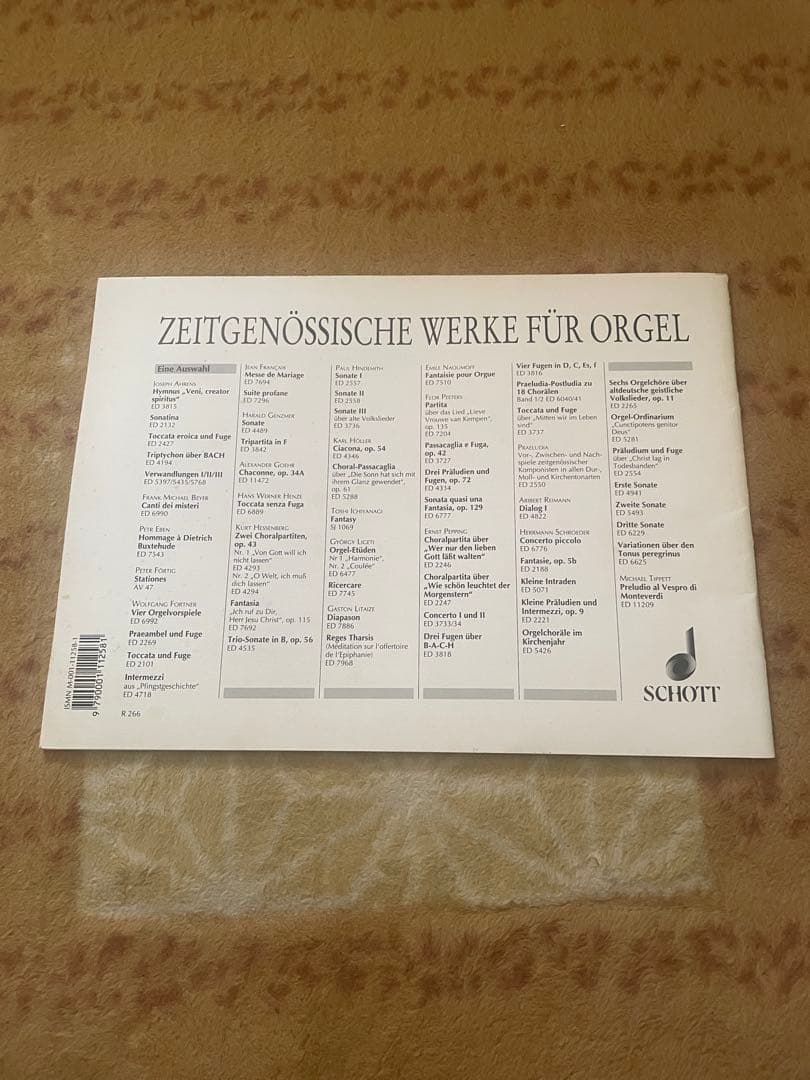 ZEITGENÖSSISCHE WERKE FÜR ORGEL
Eine Auswahl
JOSEPH AHRENS
Hymnus „Veni, creator
spiritus“
ED 3815
Sonatina
ED 2132
Toccata eroica und Fuge
ED 2427
Triptychon über BACH
ED 4194
Verwandlungen I/II/III
ED 5397/5435/5768
FRANK MICHAEL BEYER
Canti dei misteri
ED 6990
PETR EBEN
Hommage à Dietrich
Buxtehude
ED 7543
PETER FÖRTIG
Stationes
AV 47
WOLFGANG FORTNER
Vier Orgelvorspiele
ED 6992
Praeambel und Fuge
ED 2269
Toccata und Fuge
ED 2101
Intermezzi
aus „Pfingstgeschichte“
ED 4718
JEAN FRANÇAIX
Messe de Mariage
ED 7694
Suite profane
ED 7296
HARALD GENZMER
Sonate
ED 4489
Tripartita in F
ED 3842
ALEXANDER GOEHR
Chaconne, op. 34A
ED 11472
HANS WERNER HENZE
Toccata senza Fuga
ED 6889
KURT HESSENBERG
Zwei Choralpartiten,
op. 43
Nr. 1 „Von Gott will ich
nicht lassen“
ED 4293
Nr. 2 „O Welt, ich muß
dich lassen“
ED 4294
Fantasia
„Ich ruf zu Dir,
Herr Jesu Christ“, op. 115
ED 7692
Trio-Sonate in B, op. 56
ED 4535
PAUL HINDEMITH
Sonate I
ED 2557
Sonate II
ED 2558
Sonate III
über alte Volkslieder
ED 3736
KARL HÖLLER
Ciacona, op. 54
ED 4346
Choral-Passacaglia
über „Die Sonn hat sich mit
ihrem Glanz gewendet“,
op. 61
ED 5288
TOSHI ICHIYANAGI
Fantasy
SJ 1069
GYÖRGY LIGETI
Orgel-Etüden
Nr 1 „Harmonie“,
Nr. 2 „Coulée“
ED 6477
Ricercare
ED 7745
GASTON LITAIZE
Diapason
ED 7886
Reges Tharsis
(Méditation sur l'offertoire
de l'Epiphanie)
ED 7968
EMILE NAOUMOFF
Fantaisie pour Orgue
ED 7510
FLOR PEETERS
Partita
über das Lied „Lieve
Vrouwe van Kempen“,
op. 135
ED 7204
Passacaglia e Fuga,
op. 42
ED 3727
Drei Präludien und
Fugen, op. 72
ED 4334
Sonata quasi una
Fantasia, op. 129
ED 6777
ERNST PEPPING
Choralpartita über
„Wer nur den lieben
Gott läßt walten“
ED 2246
Choralpartita über
„Wie schön leuchtet der
Morgenstern“
ED 2247
Concerto I und II
ED 3733/34
Drei Fugen über
B-A-C-H
ED 3818
Vier Fugen in D, C, Es, f
ED 3816
Praeludia-Postludia zu
18 Chorälen
Band 1/2 ED 6040/41
Toccata und Fuge
über „Mitten wir im Leben
sind“
ED 3737
PRAELUDIA
Vor-, Zwischen- und Nach-
spiele zeitgenössischer
Komponisten in allen Dur-,
Moll- und Kirchentonarten
ED 2550
ARIBERT REIMANN
Dialog I
ED 4822
HERRMANN SCHROEDER
Concerto piccolo
ED 6776
Fantasie, op. 5b
ED 2188
Kleine Intraden
ED 5071
Kleine Präludien und
Intermezzi, op. 9
ED 2221
Orgelchoräle im
Kirchenjahr
ED 5426
Sechs Orgelchöre über
altdeutsche geistliche
Volkslieder, op. 11
ED 2265
Orgel-Ordinarium
„Cunctipotens genitor
Deus“
ED 5281
Präludium und Fuge
über „Christ lag in
Todesbanden“
ED 2554
Erste Sonate
ED 4941
Zweite Sonate
ED 5493
Dritte Sonate
ED 6229
Variationen über den
Tonus peregrinus
ED 6625
MICHAEL TIPPETT
Preludio al Vespro di
Monteverdi
ED 11209
SCHOTT
ISMN M-001-11258-1
9 790001 112581
R 266